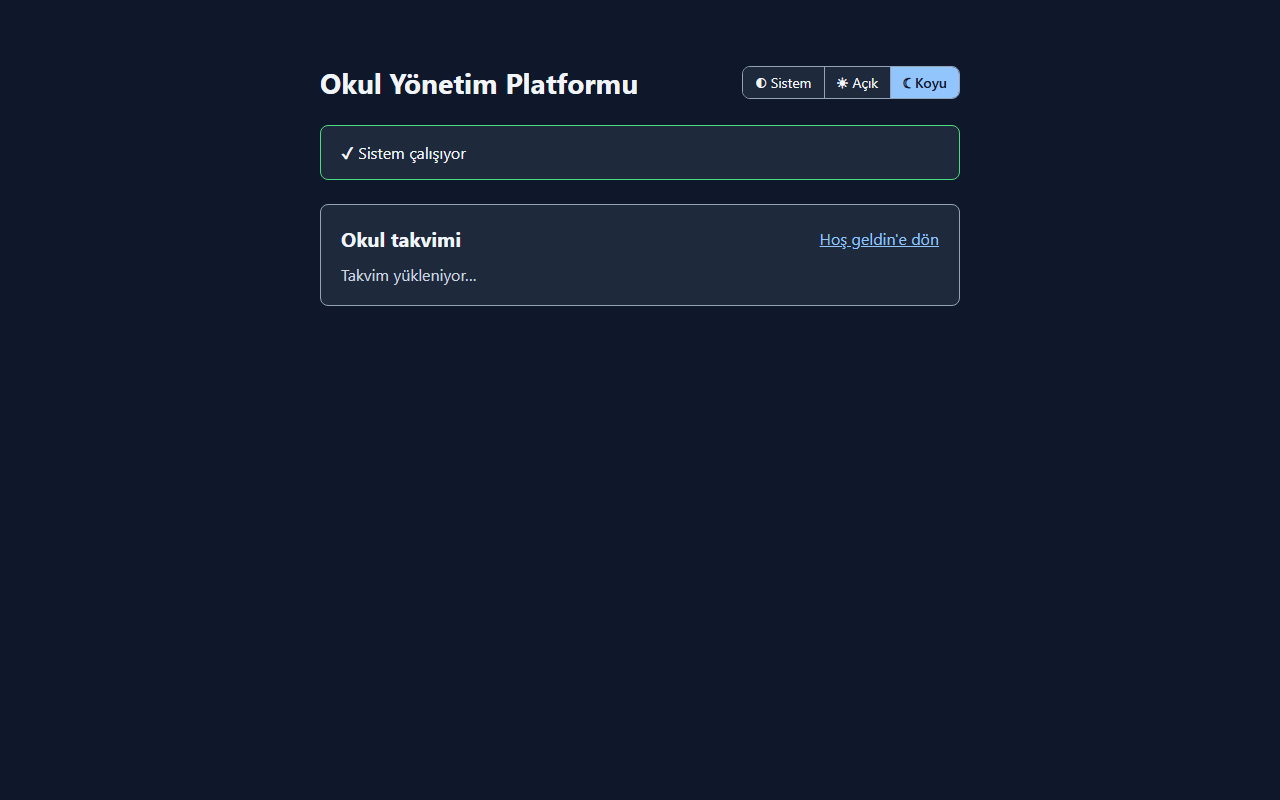 Okul Yönetim Platformu
◐ Sistem
☀ Açık
☾ Koyu
✓ Sistem çalışıyor
Okul takvimi
Hoş geldin'e dön
Takvim yükleniyor...